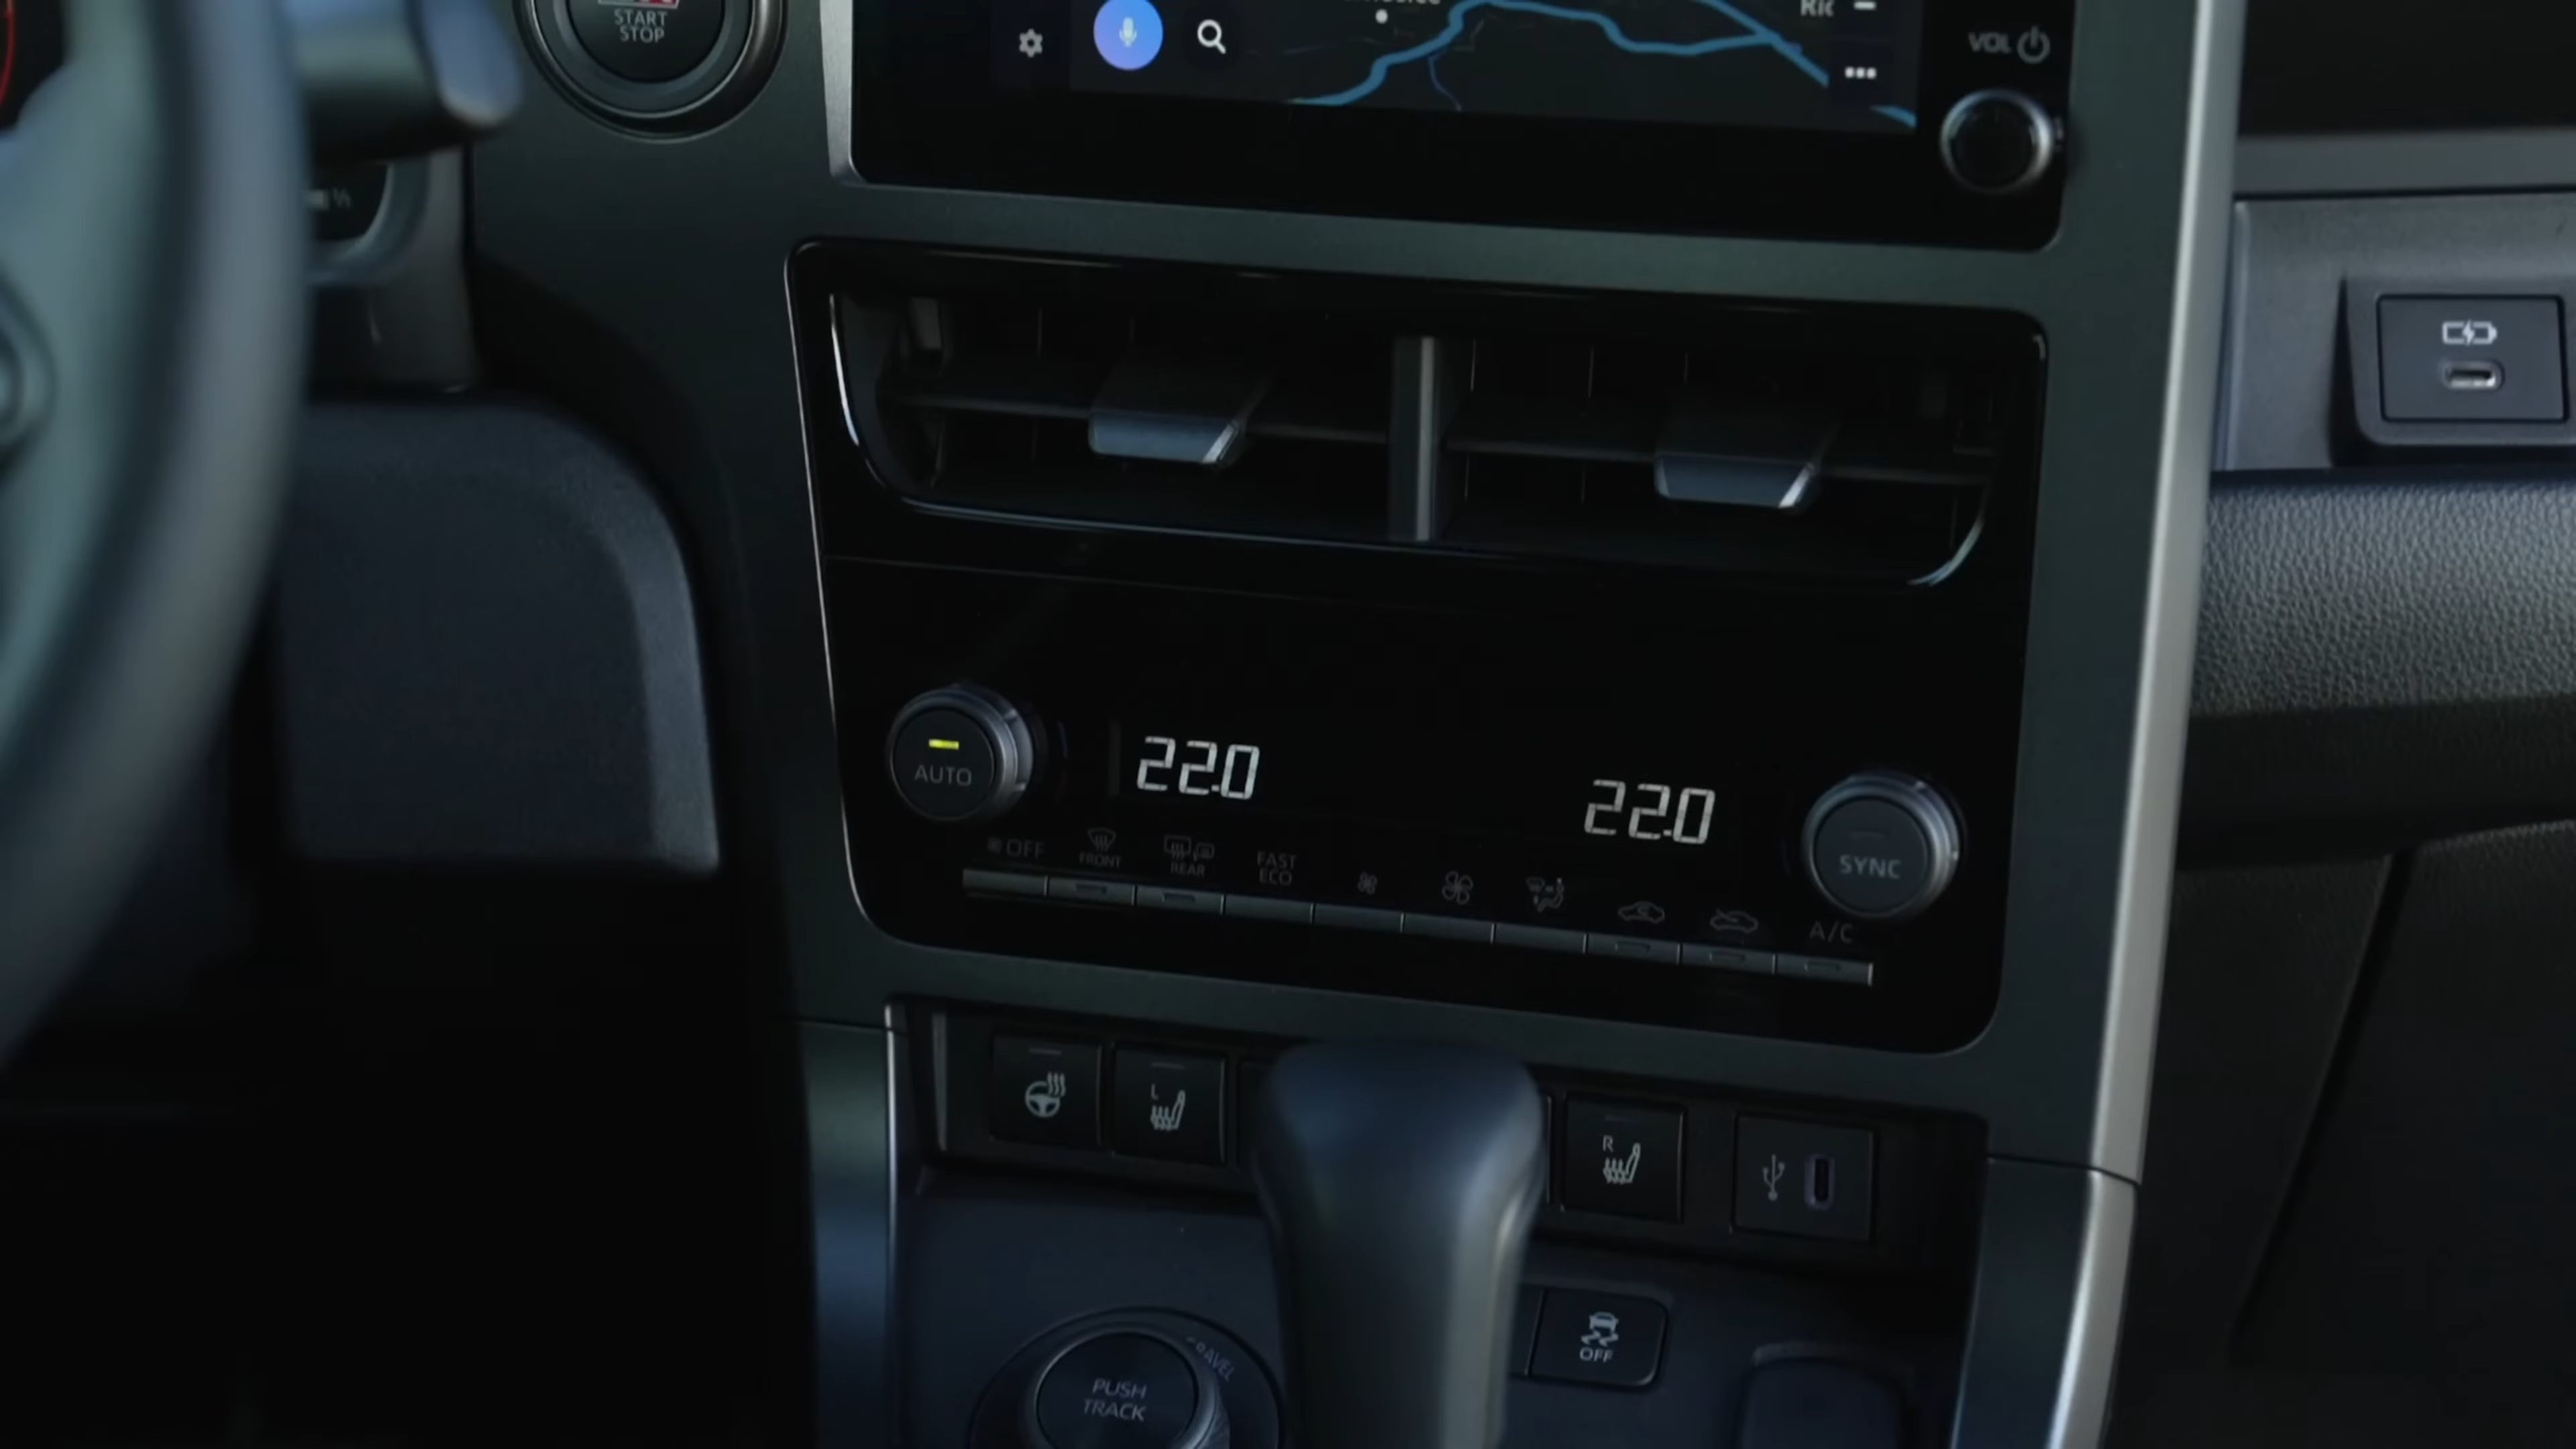 START
STOP
VOL
AUTO
22.0
22.0
SYNC
OFF
FRONT
REAR
FAST
ECO
A/C
L
R
OFF
PUSH
TRACK